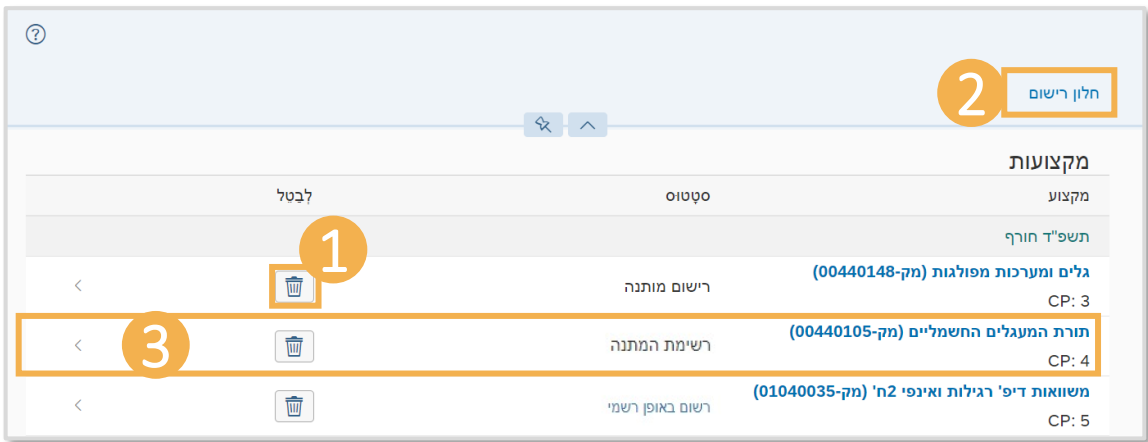 ?
2
חלון רישום
מקצועות
מקצוע סטָטוּס לְבַטֵל
תשפ"ד חורף
1
גלים ומערכות מפולגות (מק-00440148)
רישום מותנה
CP: 3
תורת המעגלים החשמליים (מק-00440105)
רשימת המתנה
3
CP: 4
משוואות דיפ' רגילות ואינפי 2ח' (מק-01040035)
רשום באופן רשמי
CP: 5